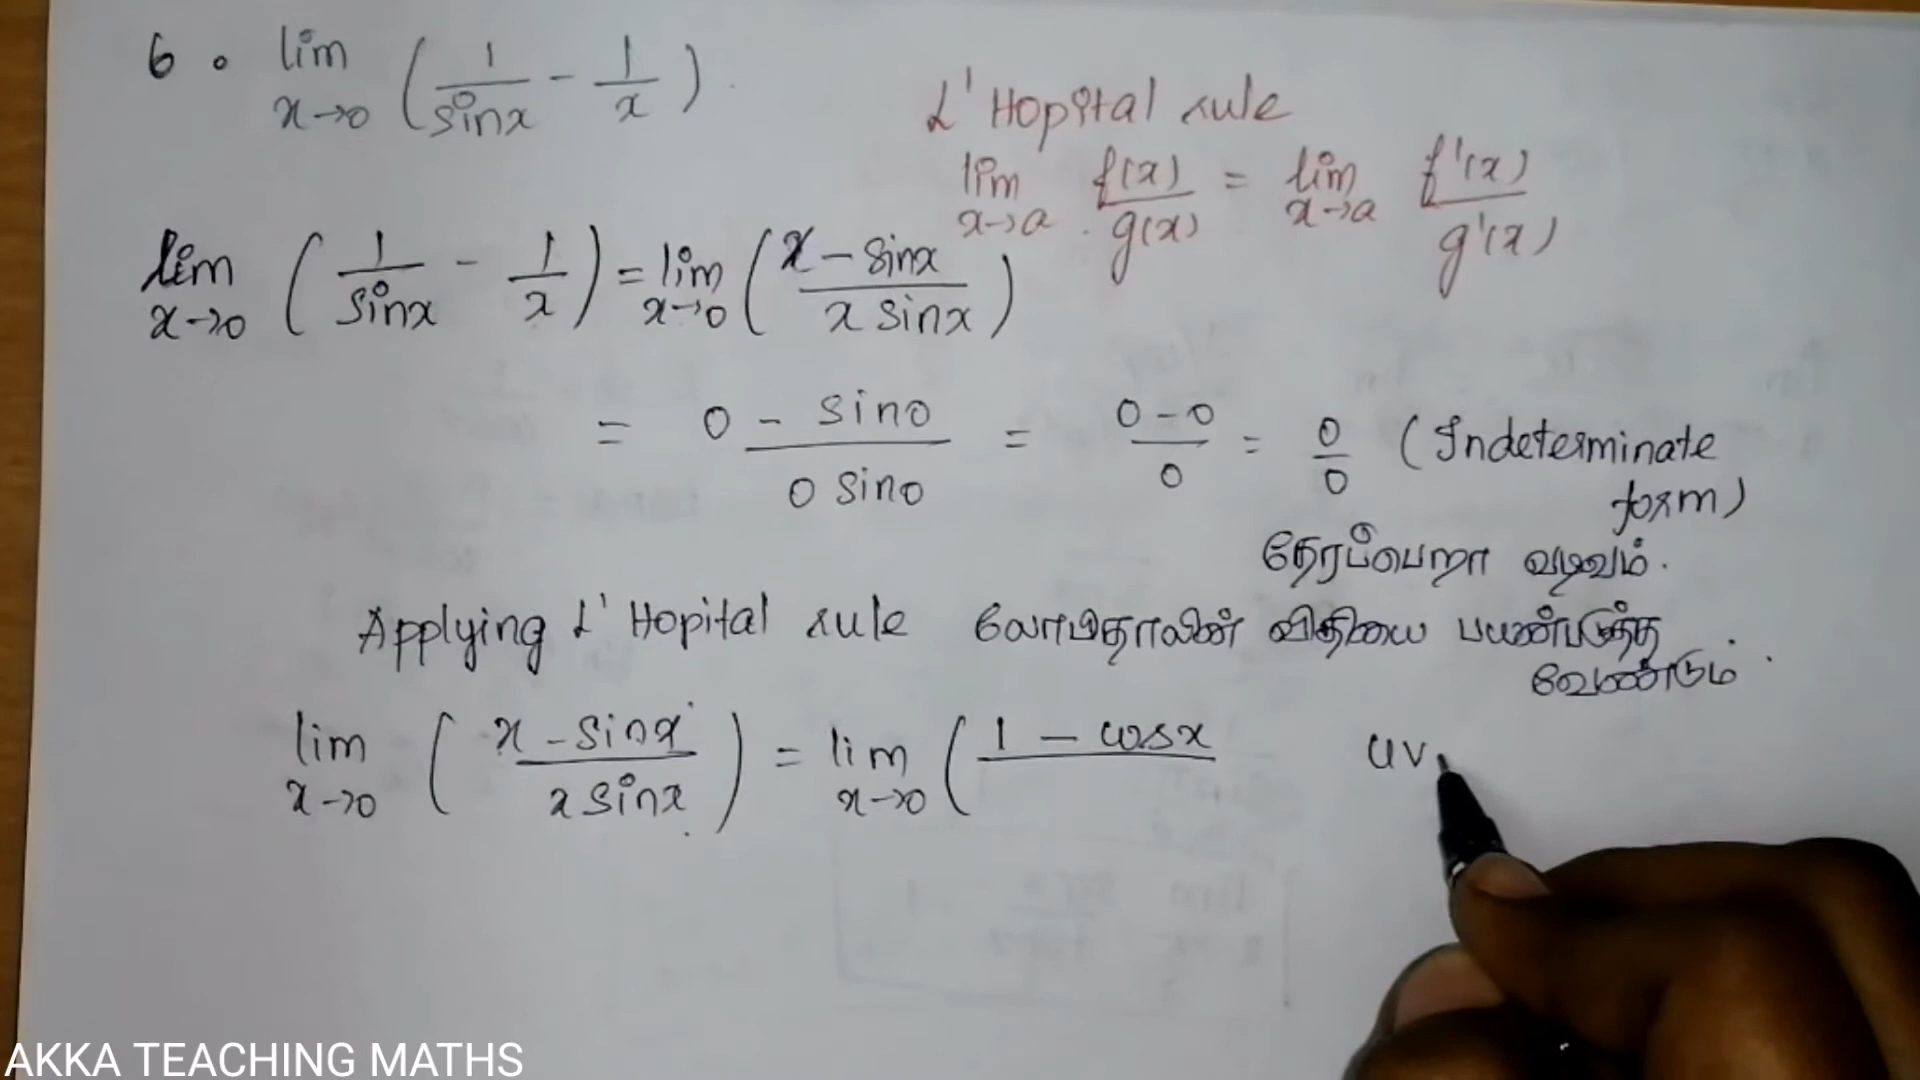 6. lim x→0 (1/sinx - 1/x).
L'Hopital rule
lim x→a f(x)/g(x) = lim x→a f'(x)/g'(x)
lim x→0 (1/sinx - 1/x) = lim x→0 (x - sinx / x sinx)
= 0 - sin0 / 0 sin0 = 0-0 / 0 = 0/0 (Indeterminate
form)
தேரப்பெறா வடிவம்.
Applying L'Hopital rule லோபிதாலின் விதியை பயன்படுத்த
வேண்டும்.
lim x→0 (x - sinx / x sinx) = lim x→0 (1 - cosx
uv
AKKA TEACHING MATHS